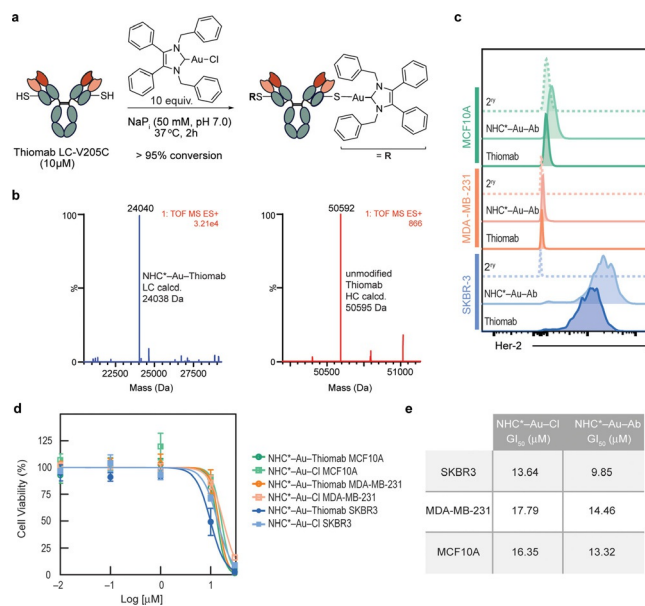 a
Au–Cl
10 equiv.
NaPi (50 mM, pH 7.0)
37 ºC, 2h
> 95% conversion
HS
SH
Thiomab LC-V205C
(10µM)
RS
S
Au
N
N
N
N
= R
b
100
%
0
24040
1: TOF MS ES+
3.21e4
NHC*–Au–Thiomab
LC calcd.
24038 Da
22500
25000
27500
Mass (Da)
100
%
0
50592
1: TOF MS ES+
866
unmodified
Thiomab
HC calcd.
50595 Da
50500
51000
Mass (Da)
c
MCF10A
2ry
NHC*–Au–Ab
Thiomab
MDA-MB-231
2ry
NHC*–Au–Ab
Thiomab
SKBR-3
2ry
NHC*–Au–Ab
Thiomab
Her-2
d
Cell Viability (%)
125
100
75
50
25
0
–2
–1
0
1
Log [µM]
NHC*–Au–Thiomab MCF10A
NHC*–Au–Cl MCF10A
NHC*–Au–Thiomab MDA-MB-231
NHC*–Au–Cl MDA-MB-231
NHC*–Au–Thiomab SKBR3
NHC*–Au–Cl SKBR3
e
NHC*–Au–Cl GI50 (µM)
NHC*–Au–Ab GI50 (µM)
SKBR3 13.64 9.85
MDA-MB-231 17.79 14.46
MCF10A 16.35 13.32